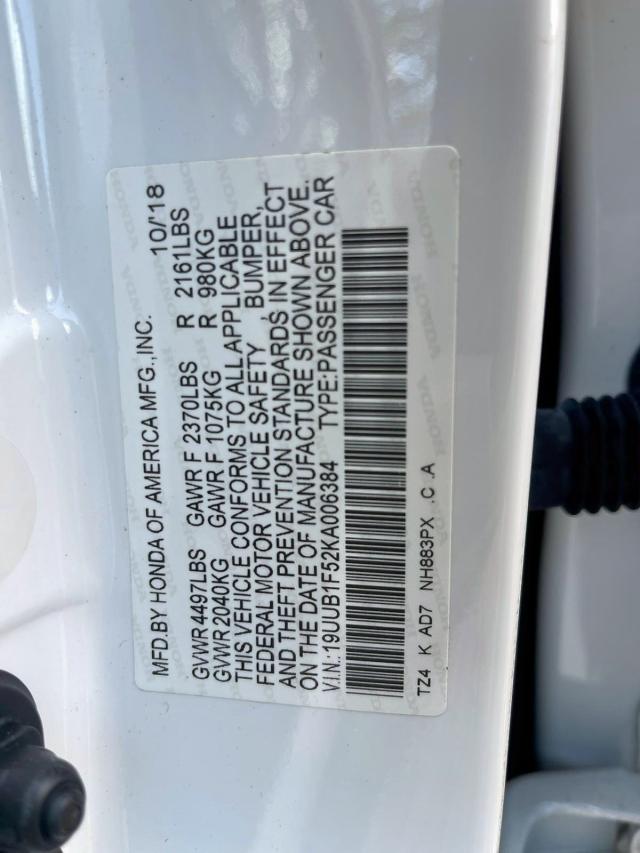 MFD.BY HONDA OF AMERICA MFG.,INC. 10/'18
GVWR 4497LBS GAWR F 2370LBS R 2161LBS
GVWR 2040KG GAWR F 1075KG R 980KG
THIS VEHICLE CONFORMS TO ALL APPLICABLE
FEDERAL MOTOR VEHICLE SAFETY, BUMPER,
AND THEFT PREVENTION STANDARDS, IN EFFECT
ON THE DATE OF MANUFACTURE SHOWN ABOVE.
V.I.N.:19UUB1F52KA006384 TYPE:PASSENGER CAR
TZ4 K AD7 NH883PX .C .A